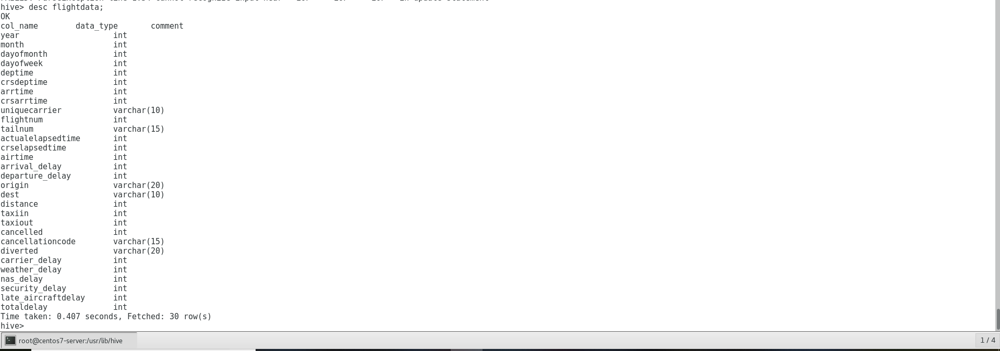 hive> desc flightdata;
OK
col_name data_type comment
year int
month int
dayofmonth int
dayofweek int
deptime int
crsdeptime int
arrtime int
crsarrtime int
uniquecarrier varchar(10)
flightnum int
tailnum varchar(15)
actualelapsedtime int
crselapsedtime int
airtime int
arrival_delay int
departure_delay int
origin varchar(20)
dest varchar(10)
distance int
taxiin int
taxiout int
cancelled int
cancellationcode varchar(15)
diverted varchar(20)
carrier_delay int
weather_delay int
nas_delay int
security_delay int
late_aircraftdelay int
totaldelay int
Time taken: 0.407 seconds, Fetched: 30 row(s)
hive>
root@centos7-server:/usr/lib/hive
1 / 4